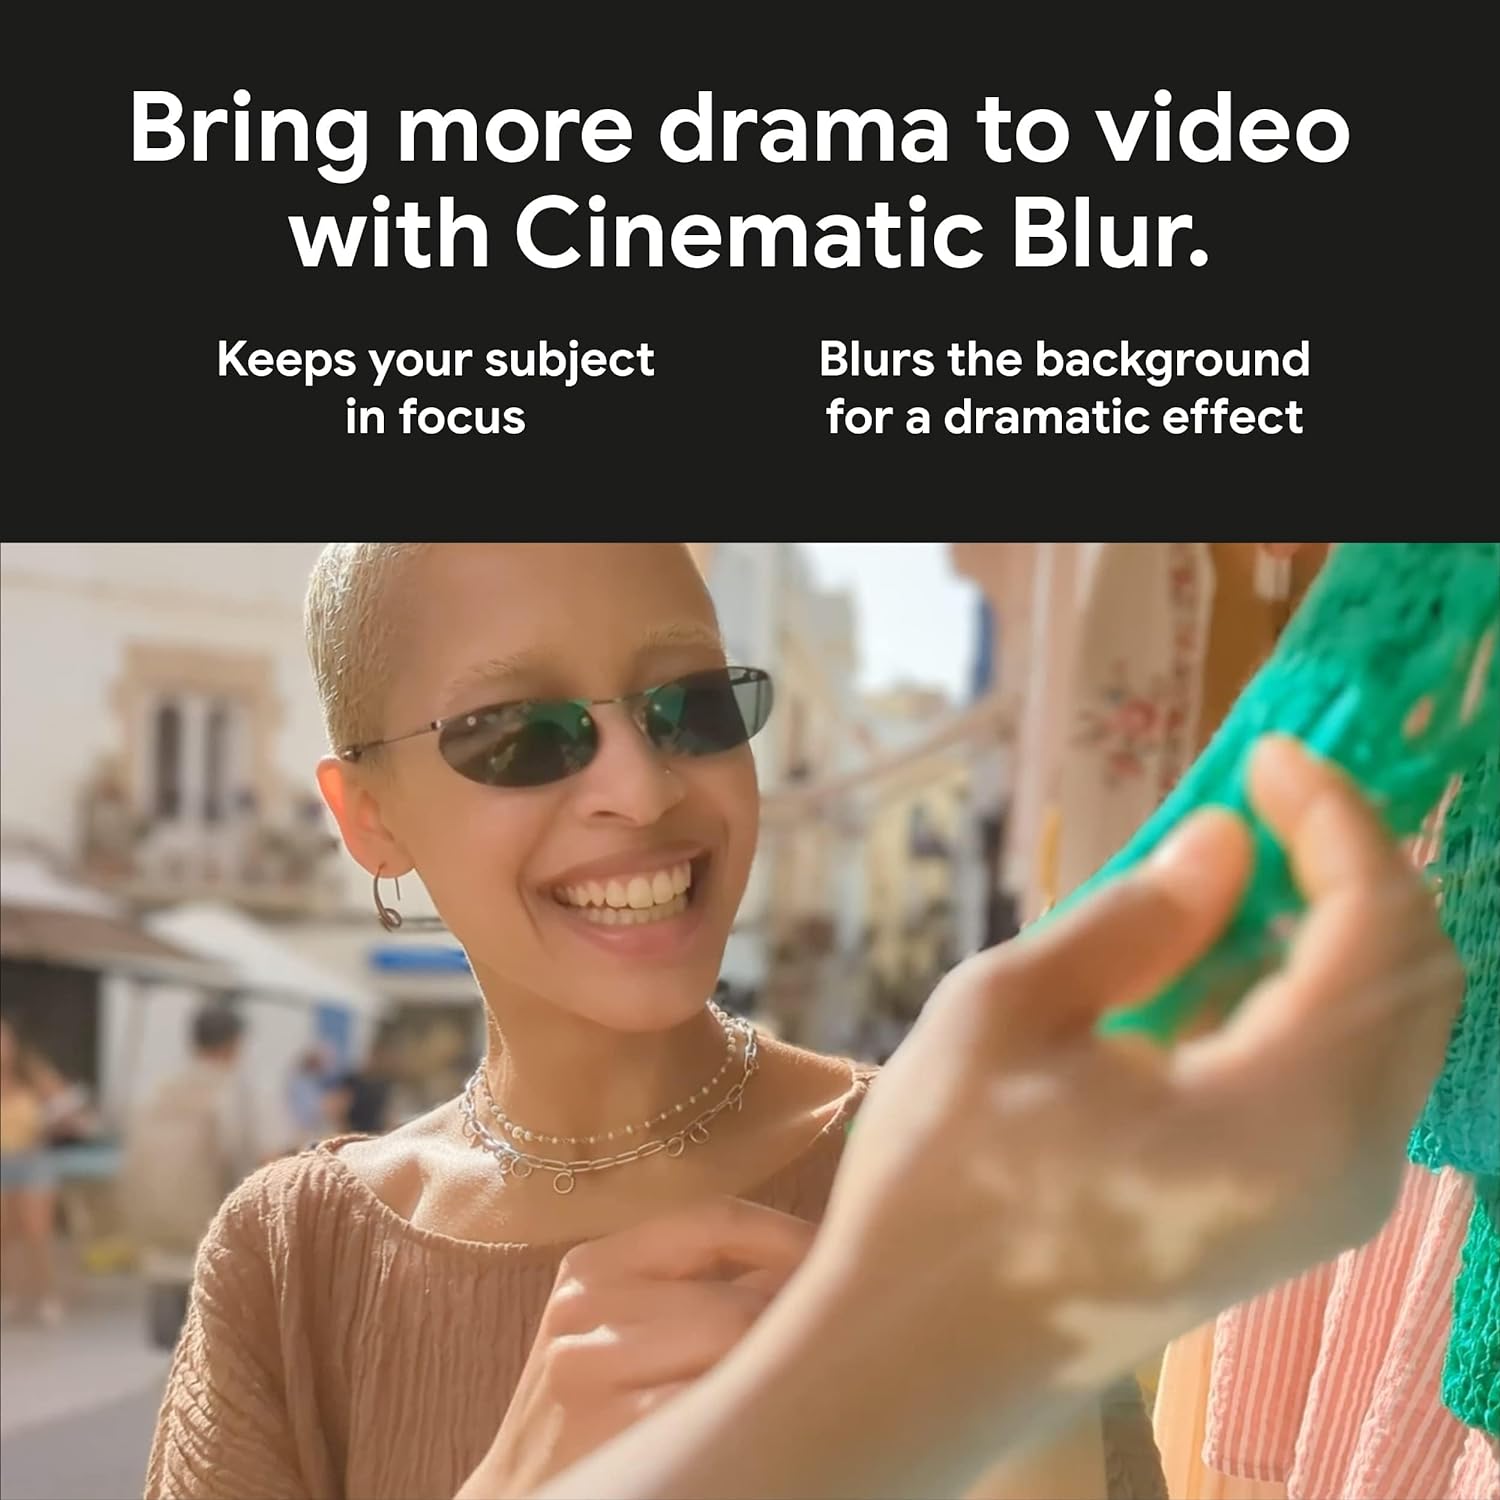 Bring more drama to video
with Cinematic Blur.
Keeps your subject
in focus
Blurs the background
for a dramatic effect